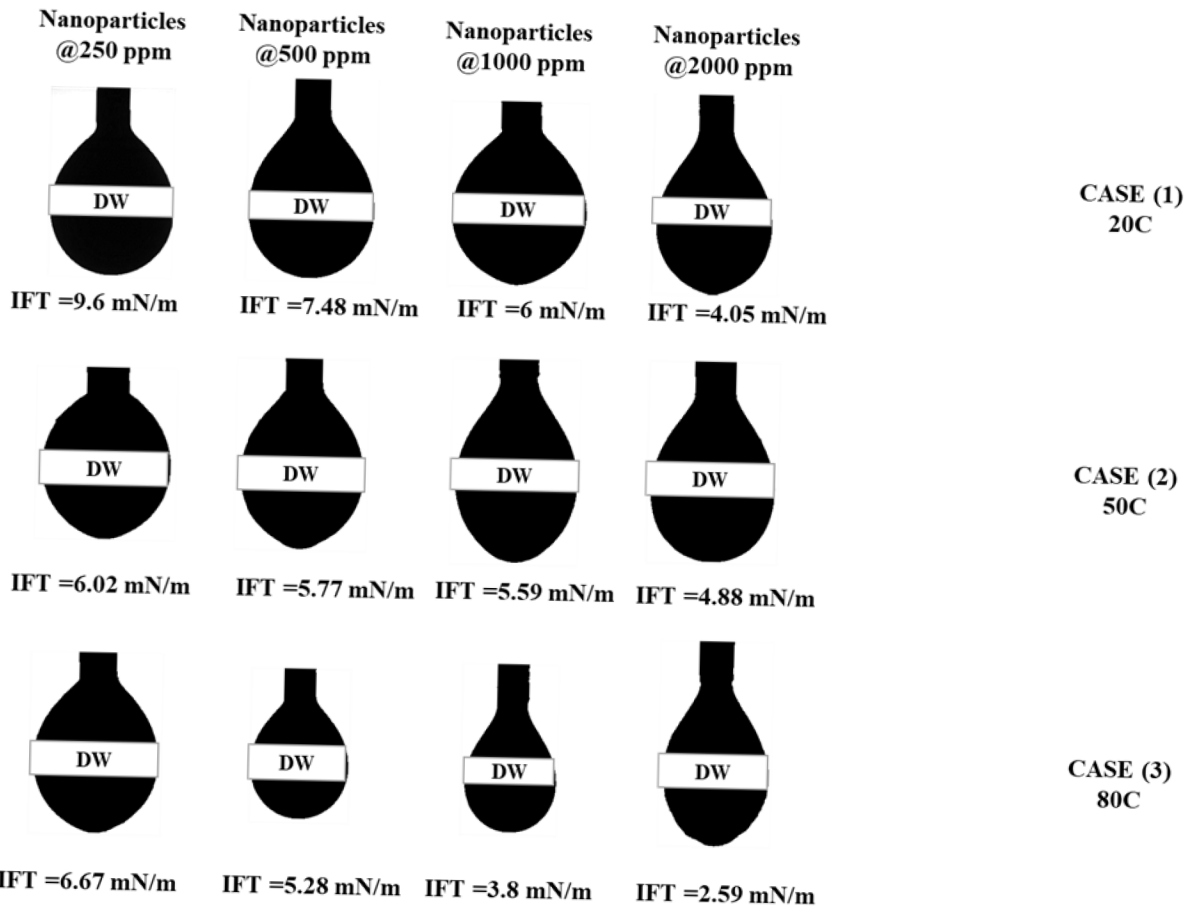 Nanoparticles
@250 ppm
Nanoparticles
@500 ppm
Nanoparticles
@1000 ppm
Nanoparticles
@2000 ppm
DW
DW
DW
DW
CASE (1)
20C
IFT =9.6 mN/m
IFT =7.48 mN/m
IFT =6 mN/m
IFT =4.05 mN/m
DW
DW
DW
DW
CASE (2)
50C
IFT =6.02 mN/m
IFT =5.77 mN/m
IFT =5.59 mN/m
IFT =4.88 mN/m
DW
DW
DW
DW
CASE (3)
80C
IFT =6.67 mN/m
IFT =5.28 mN/m
IFT =3.8 mN/m
IFT =2.59 mN/m